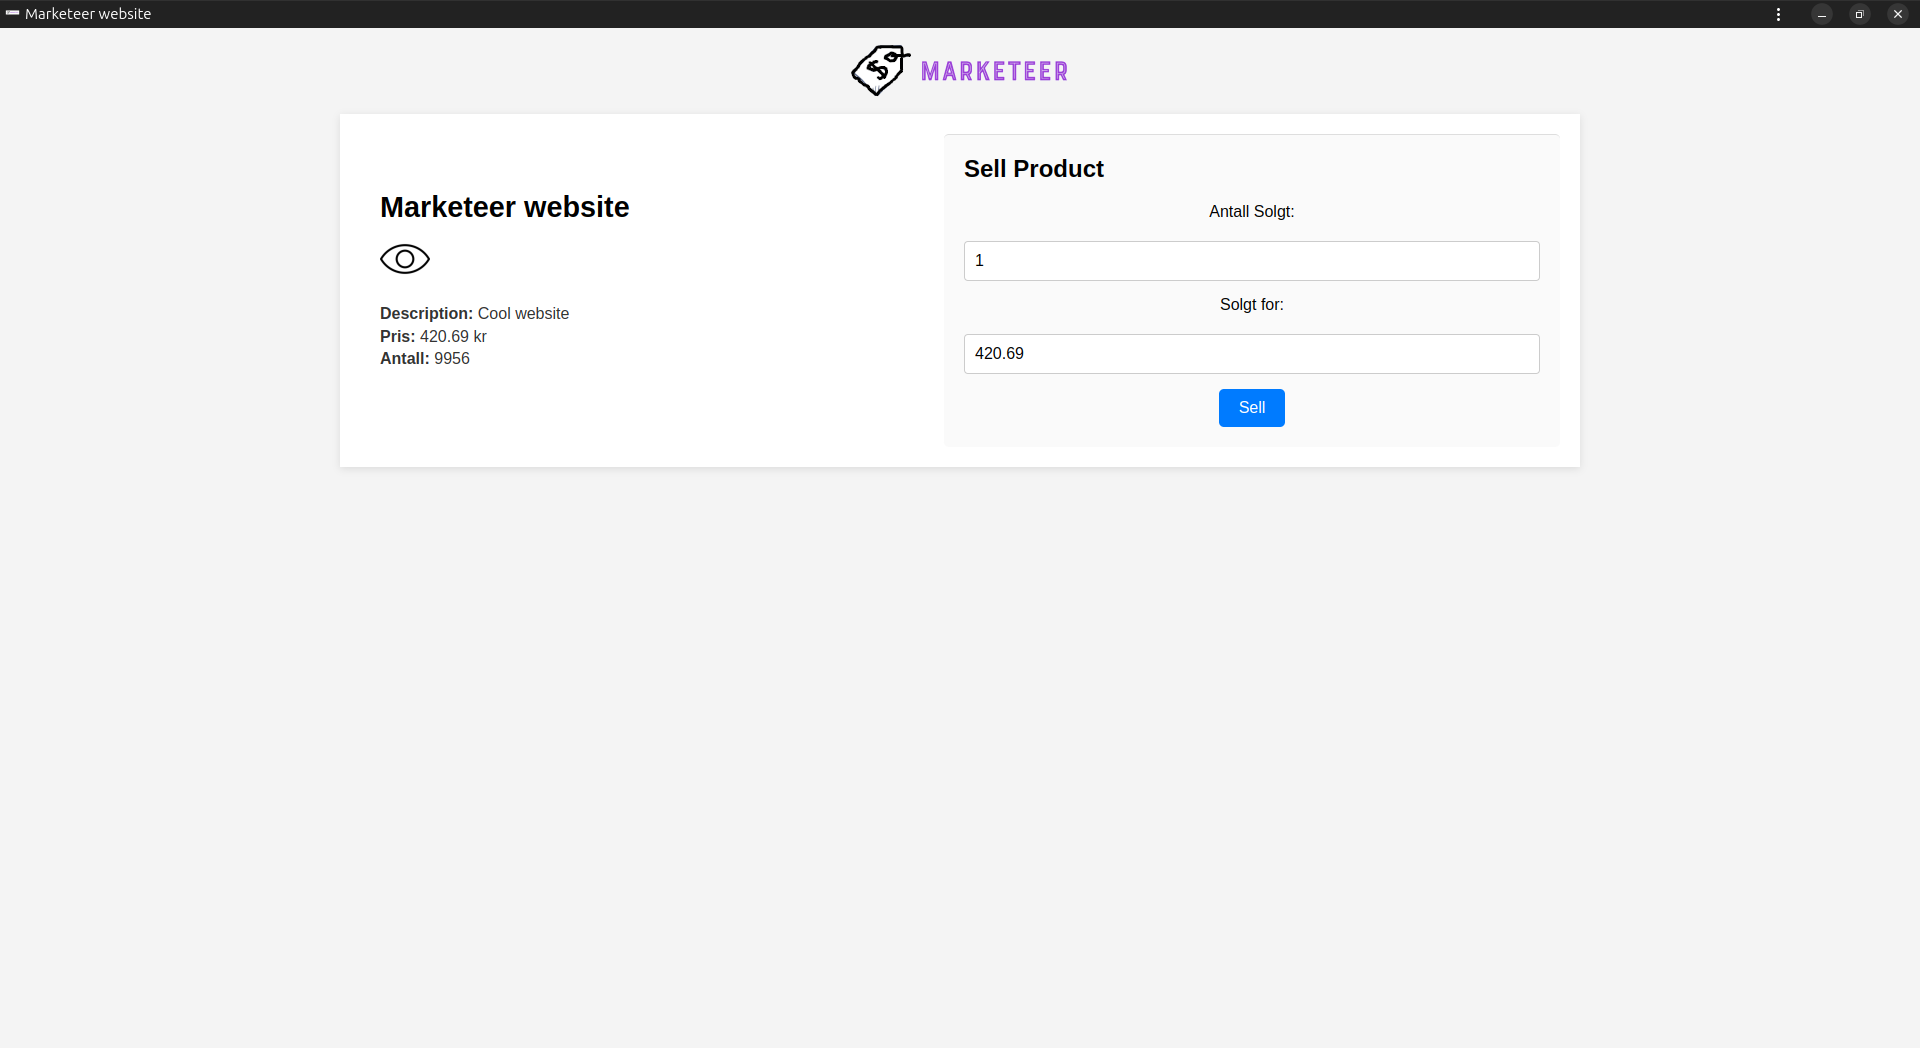 Marketeer website
MARKETEER
Marketeer website
Description: Cool website
Pris: 420.69 kr
Antall: 9956
Sell Product
Antall Solgt:
1
Solgt for:
420.69
Sell